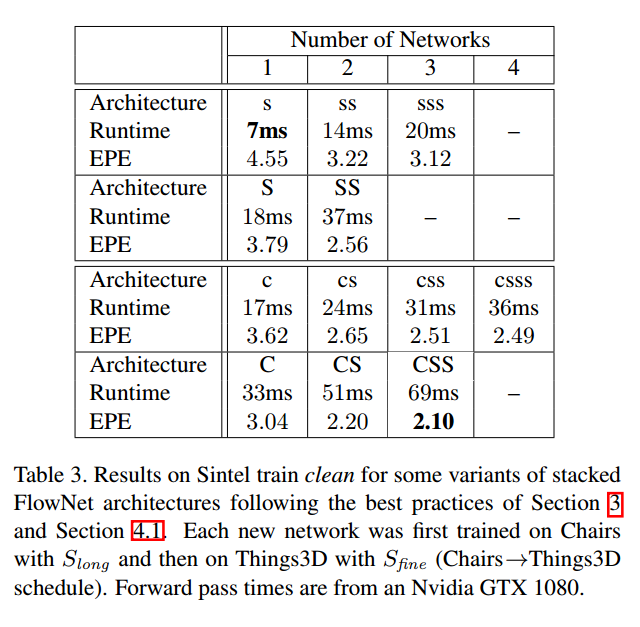 Number of Networks
1 2 3 4
Architecture s ss sss
Runtime 7ms 14ms 20ms –
EPE 4.55 3.22 3.12
Architecture S SS
Runtime 18ms 37ms – –
EPE 3.79 2.56
Architecture c cs css csss
Runtime 17ms 24ms 31ms 36ms
EPE 3.62 2.65 2.51 2.49
Architecture C CS CSS
Runtime 33ms 51ms 69ms –
EPE 3.04 2.20 2.10
Table 3. Results on Sintel train clean for some variants of stacked
FlowNet architectures following the best practices of Section 3
and Section 4.1. Each new network was first trained on Chairs
with Slong and then on Things3D with Sfine (Chairs→Things3D
schedule). Forward pass times are from an Nvidia GTX 1080.